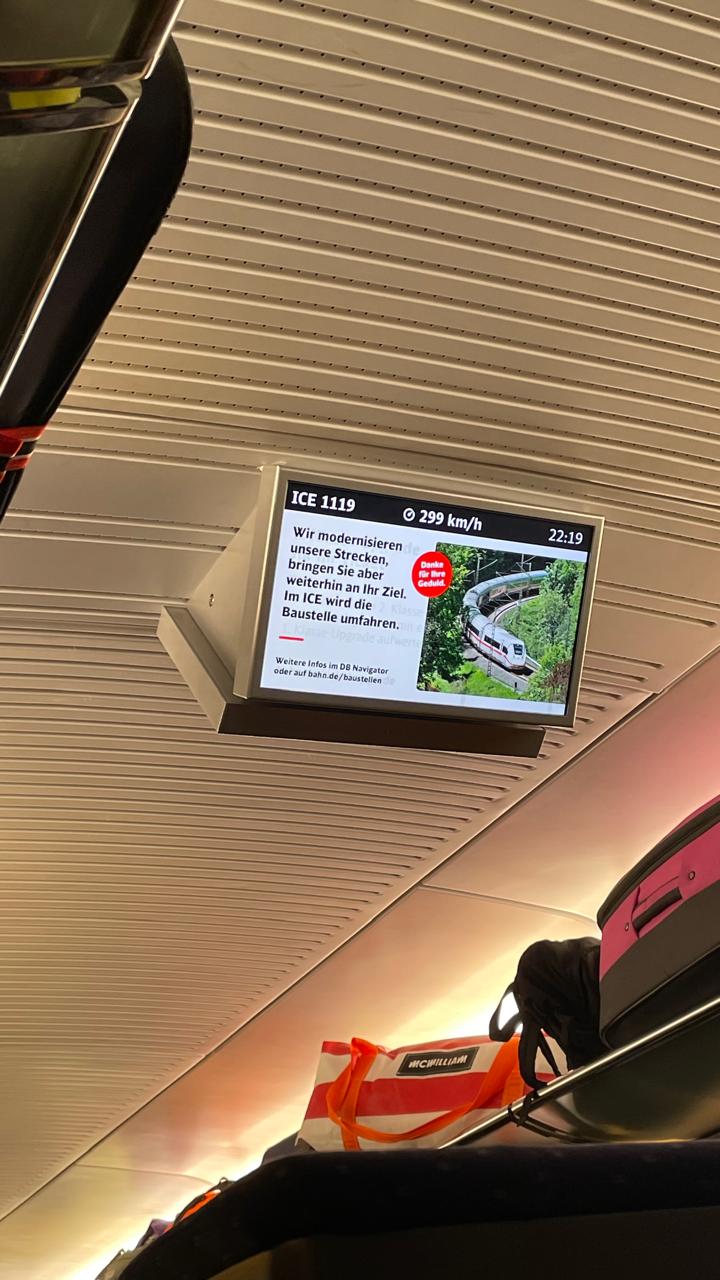 ICE 1119
299 km/h
22:19
Wir modernisieren
unsere Strecken,
bringen Sie aber
weiterhin an Ihr Ziel.
Im ICE wird die
Baustelle umfahren.
Danke
für Ihre
Geduld.
Weitere Infos im DB Navigator
oder auf bahn.de/baustellen
MCWILLIAM